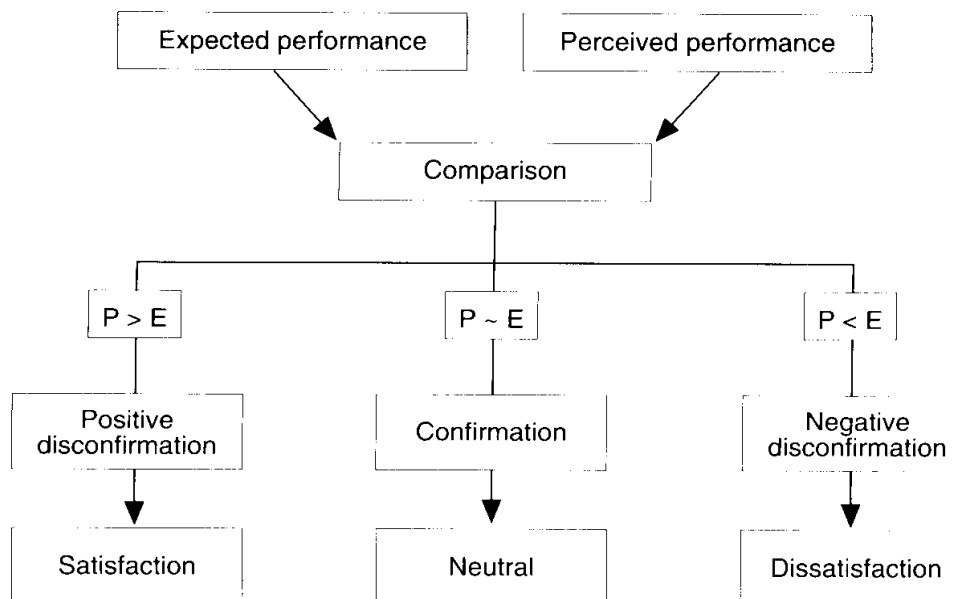 Expected performance
Perceived performance
Comparison
P > E
P ~ E
P < E
Positive
disconfirmation
Confirmation
Negative
disconfirmation
Satisfaction
Neutral
Dissatisfaction